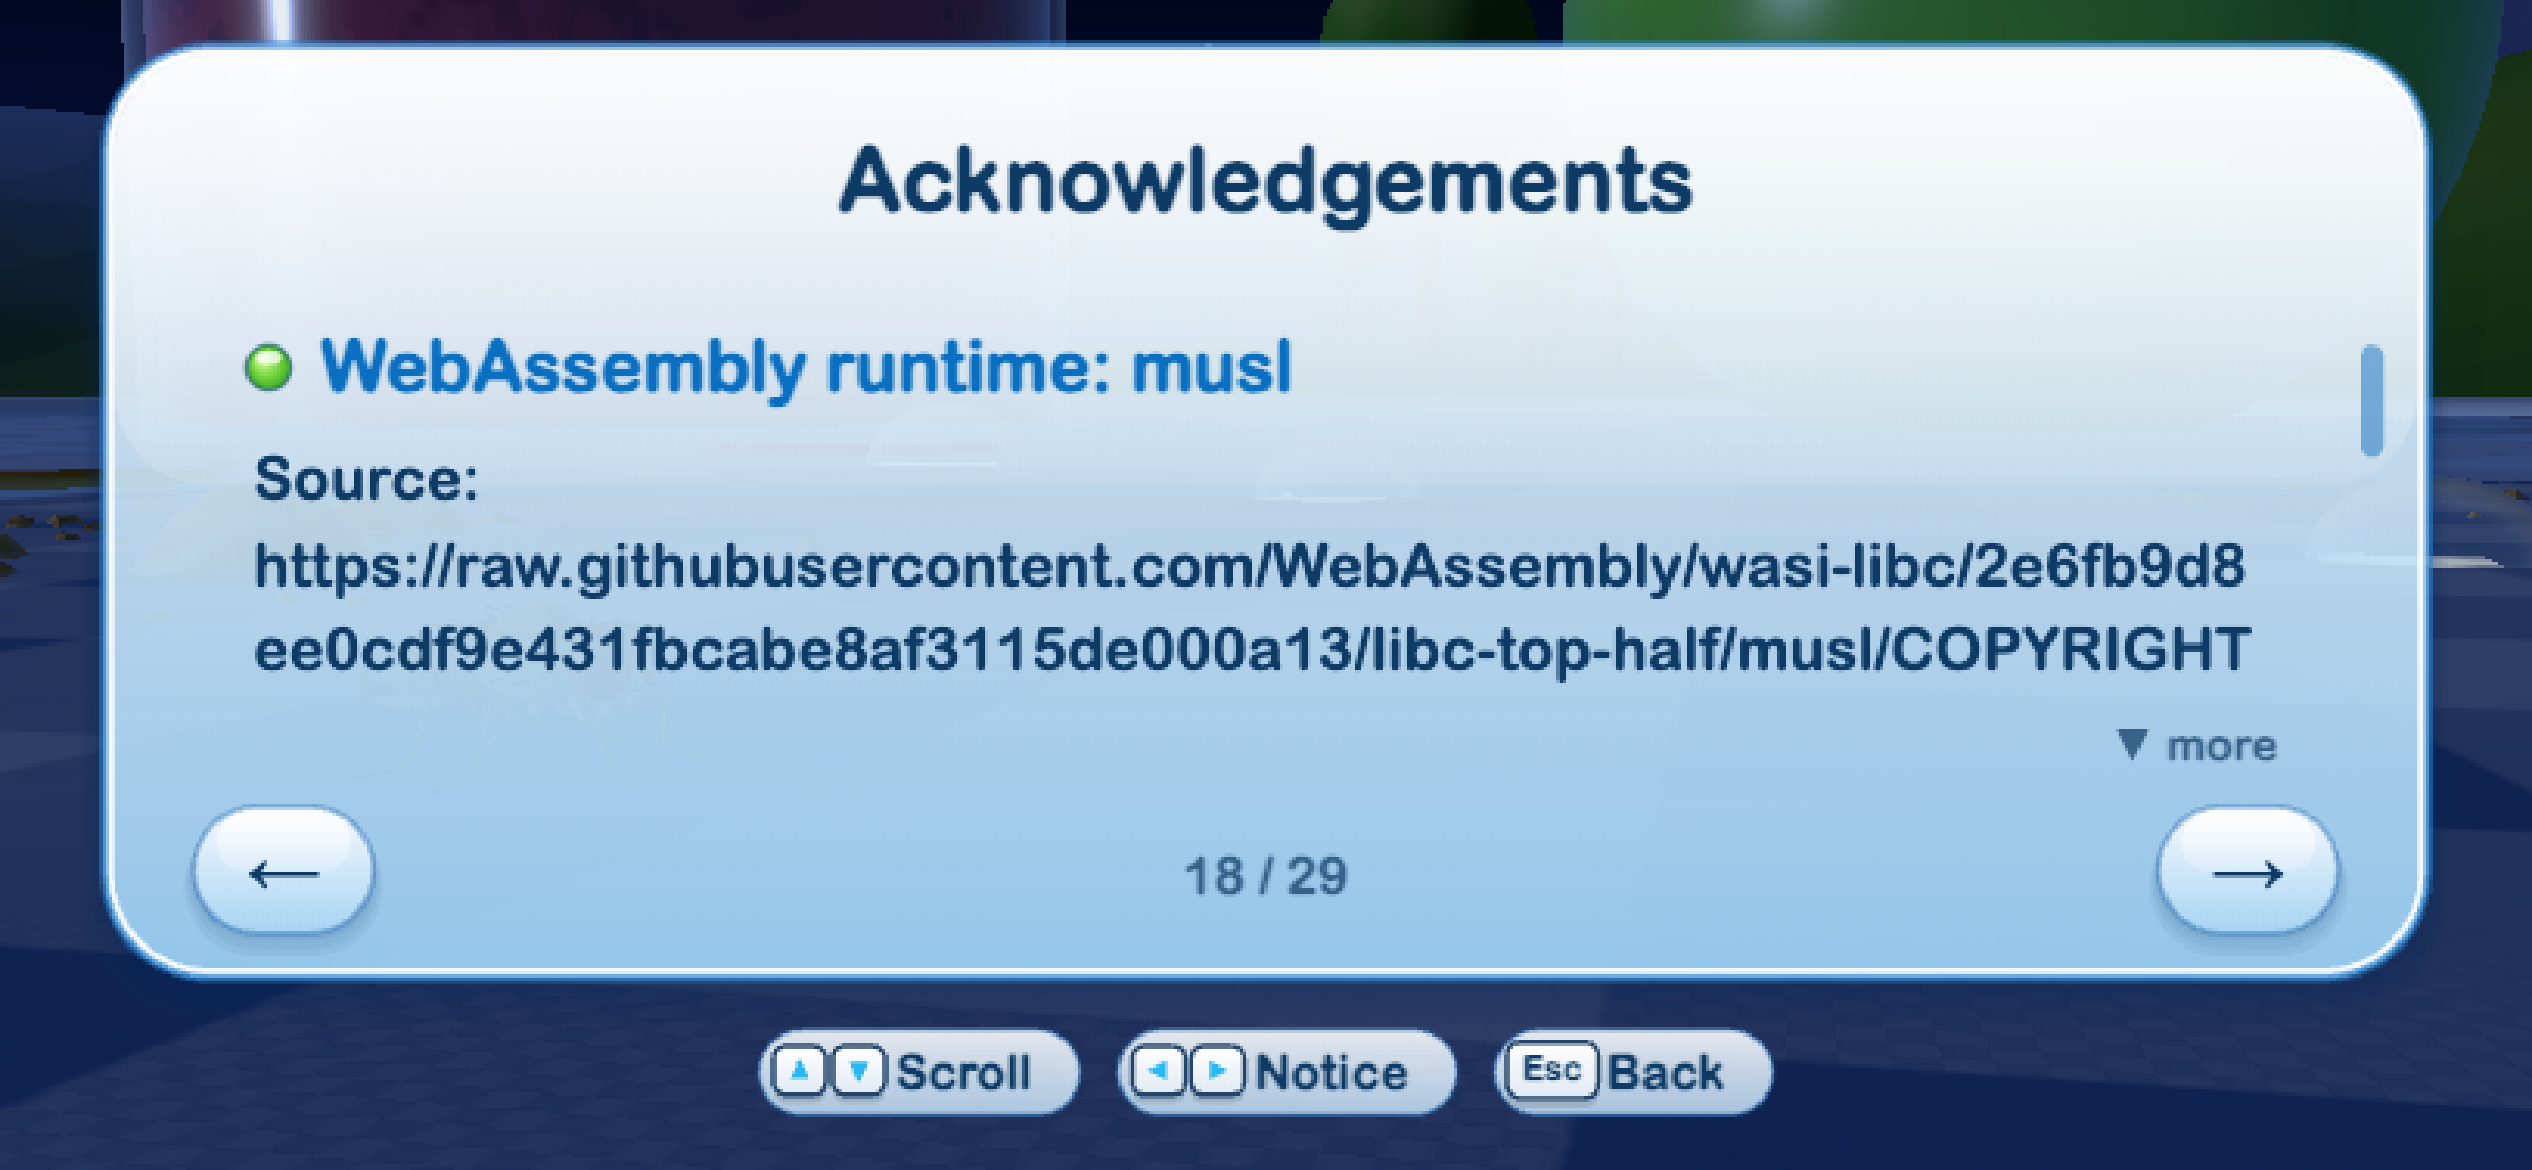 Acknowledgements
WebAssembly runtime: musl
Source:
https://raw.githubusercontent.com/WebAssembly/wasi-libc/2e6fb9d8
ee0cdf9e431fbcabe8af3115de000a13/libc-top-half/musl/COPYRIGHT
▼ more
← 18 / 29 →
▲ ▼ Scroll ◄ ► Notice Esc Back